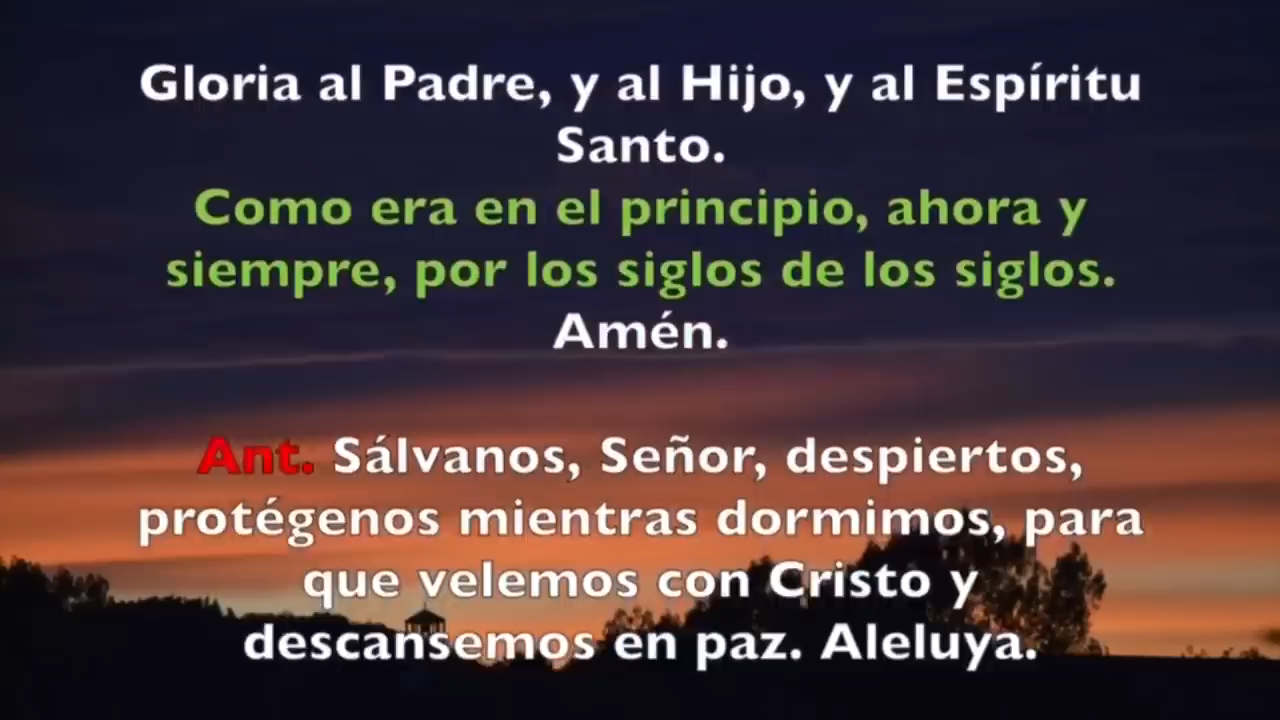 Gloria al Padre, y al Hijo, y al Espíritu
Santo.
Como era en el principio, ahora y
siempre, por los siglos de los siglos.
Amén.
Ant. Sálvanos, Señor, despiertos,
protégenos mientras dormimos, para
que velemos con Cristo y
descansemos en paz. Aleluya.